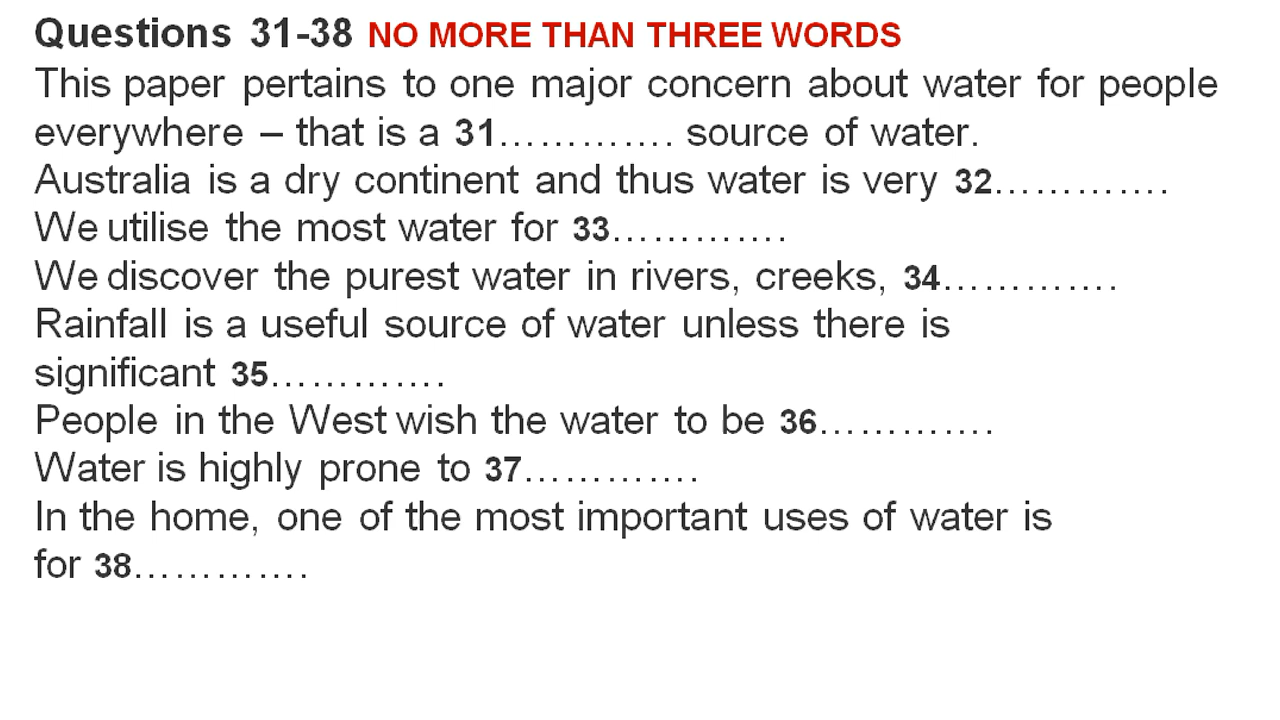 Questions 31-38 NO MORE THAN THREE WORDS
This paper pertains to one major concern about water for people
everywhere – that is a 31…………. source of water.
Australia is a dry continent and thus water is very 32………….
We utilise the most water for 33………….
We discover the purest water in rivers, creeks, 34………….
Rainfall is a useful source of water unless there is
significant 35………….
People in the West wish the water to be 36………….
Water is highly prone to 37………….
In the home, one of the most important uses of water is
for 38………….